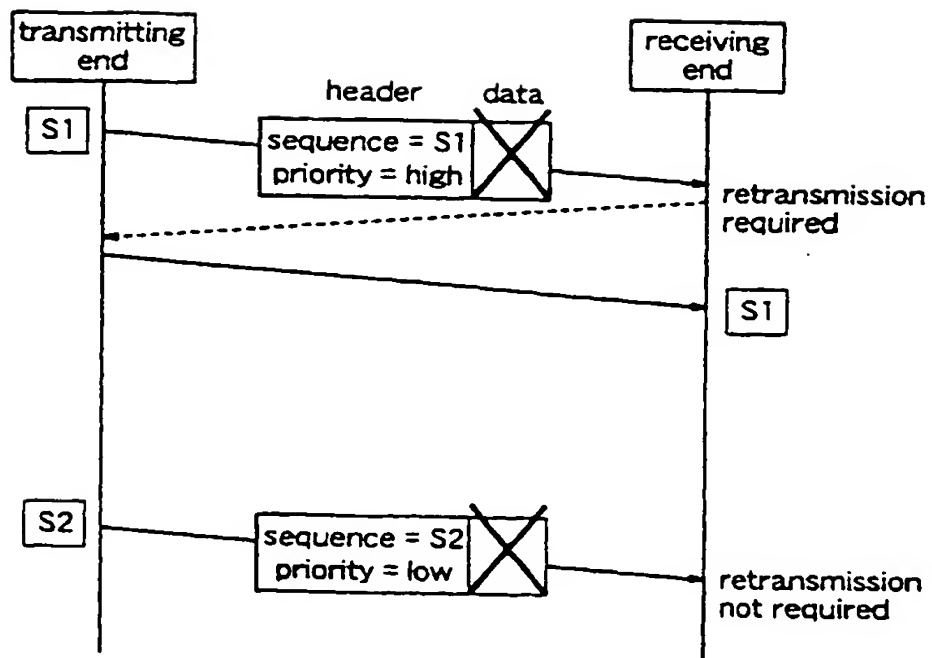 transmitting
end
receiving
end
header data
S1
sequence = S1
priority = high
retransmission
required
S1
S2
sequence = S2
priority = low
retransmission
not required